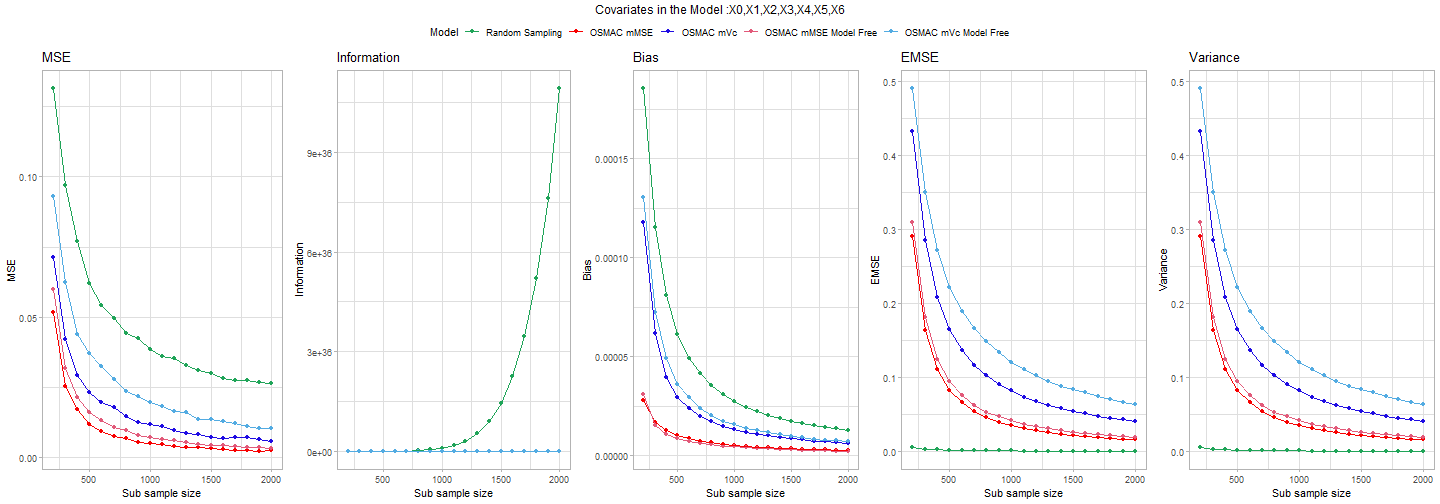 Covariates in the Model :X0,X1,X2,X3,X4,X5,X6
Model Random Sampling OSMAC mMSE OSMAC mVc OSMAC mMSE Model Free OSMAC mVc Model Free
MSE
MSE
0.10
0.05
0.00
500 1000 1500 2000
Sub sample size
Information
Information
9e+36
6e+36
3e+36
0e+00
500 1000 1500 2000
Sub sample size
Bias
Bias
0.00015
0.00010
0.00005
0.00000
500 1000 1500 2000
Sub sample size
EMSE
EMSE
0.5
0.4
0.3
0.2
0.1
0.0
500 1000 1500 2000
Sub sample size
Variance
Variance
0.5
0.4
0.3
0.2
0.1
0.0
500 1000 1500 2000
Sub sample size